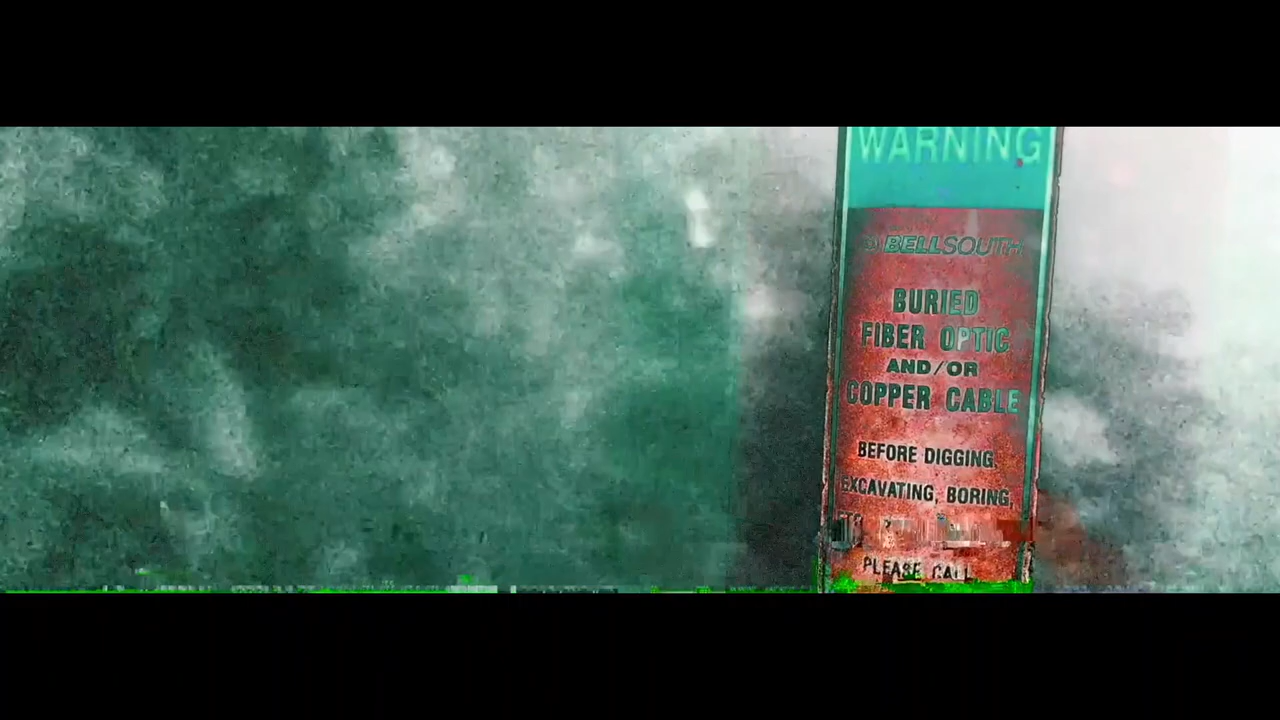 WARNING
BELLSOUTH
BURIED
FIBER OPTIC
AND/OR
COPPER CABLE
BEFORE DIGGING
EXCAVATING, BORING,
PLEASE CALL